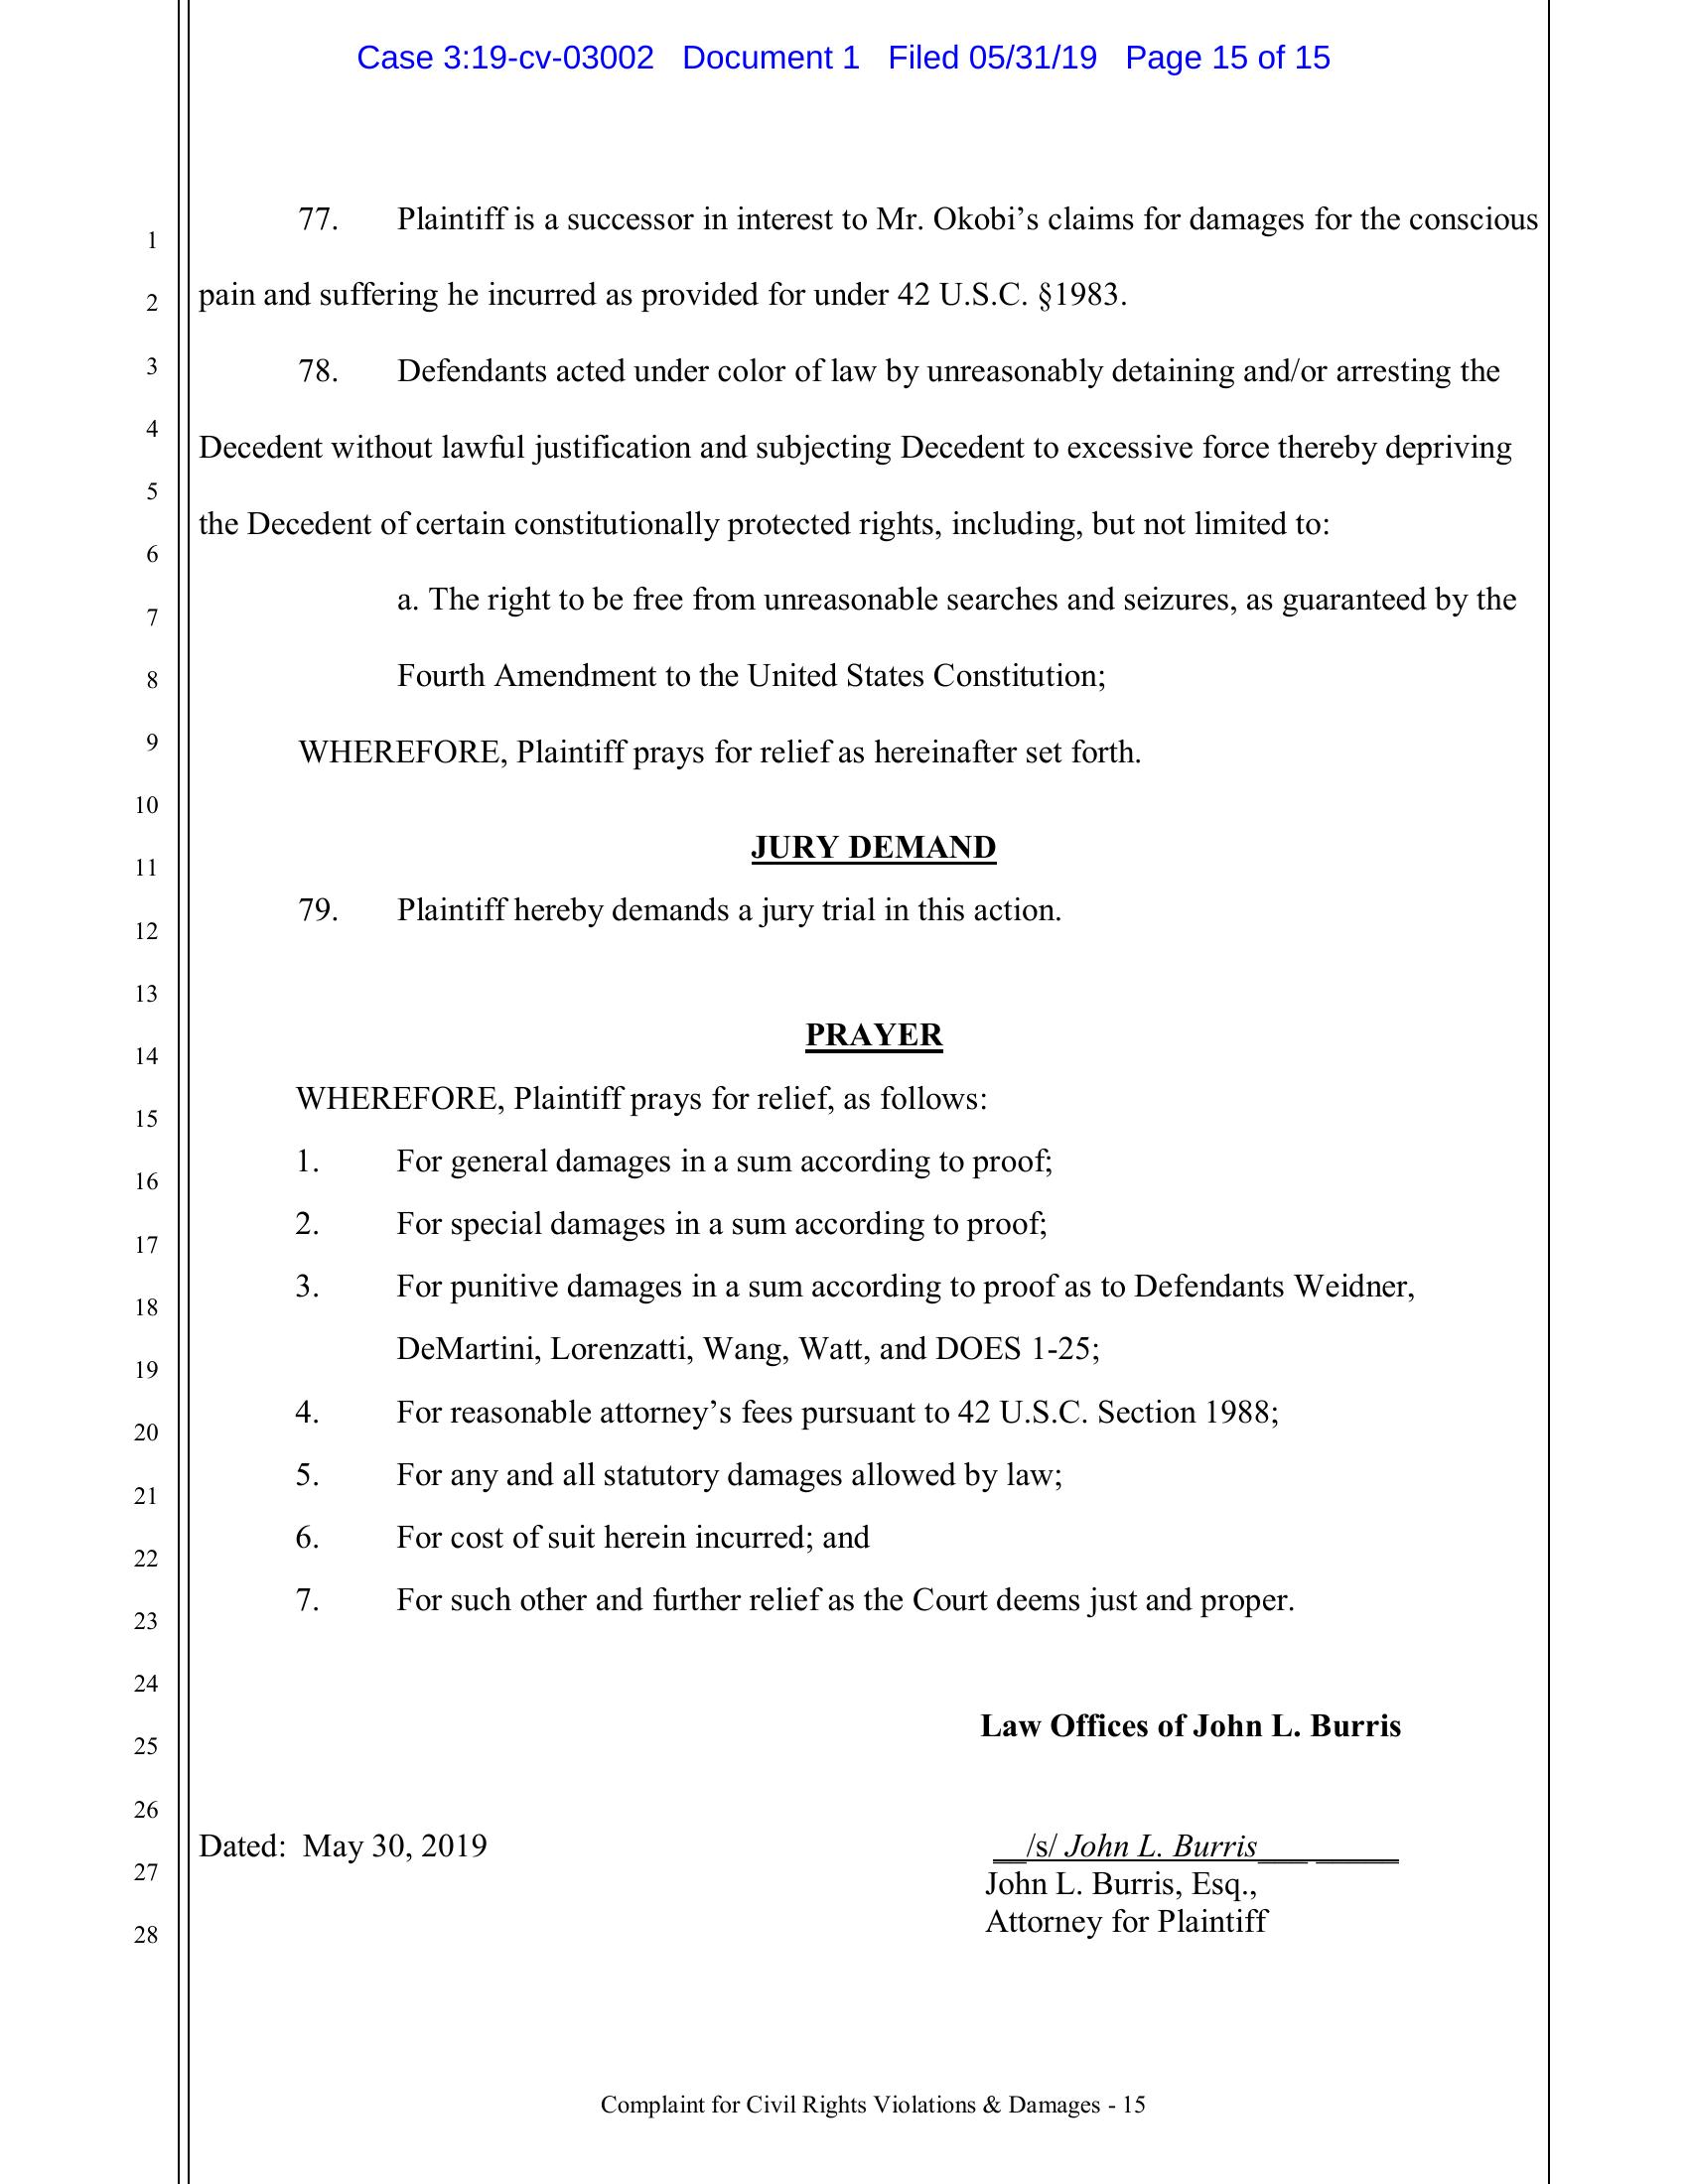 Case 3:19-cv-03002 Document 1 Filed 05/31/19 Page 15 of 15
77. Plaintiff is a successor in interest to Mr. Okobi’s claims for damages for the conscious
1
pain and suffering he incurred as provided for under 42 U.S.C. §1983.
2
3
78. Defendants acted under color of law by unreasonably detaining and/or arresting the
4
Decedent without lawful justification and subjecting Decedent to excessive force thereby depriving
5
the Decedent of certain constitutionally protected rights, including, but not limited to:
6
a. The right to be free from unreasonable searches and seizures, as guaranteed by the
7
Fourth Amendment to the United States Constitution;
8
9
WHEREFORE, Plaintiff prays for relief as hereinafter set forth.
10
JURY DEMAND
11
79. Plaintiff hereby demands a jury trial in this action.
12
13
PRAYER
14
WHEREFORE, Plaintiff prays for relief, as follows:
15
1. For general damages in a sum according to proof;
16
2. For special damages in a sum according to proof;
17
3. For punitive damages in a sum according to proof as to Defendants Weidner,
18
DeMartini, Lorenzatti, Wang, Watt, and DOES 1-25;
19
4. For reasonable attorney’s fees pursuant to 42 U.S.C. Section 1988;
20
5. For any and all statutory damages allowed by law;
21
6. For cost of suit herein incurred; and
22
7. For such other and further relief as the Court deems just and proper.
23
24
Law Offices of John L. Burris
25
26
Dated: May 30, 2019 __/s/ John L. Burris___ _____
27
John L. Burris, Esq.,
Attorney for Plaintiff
28
Complaint for Civil Rights Violations & Damages - 15